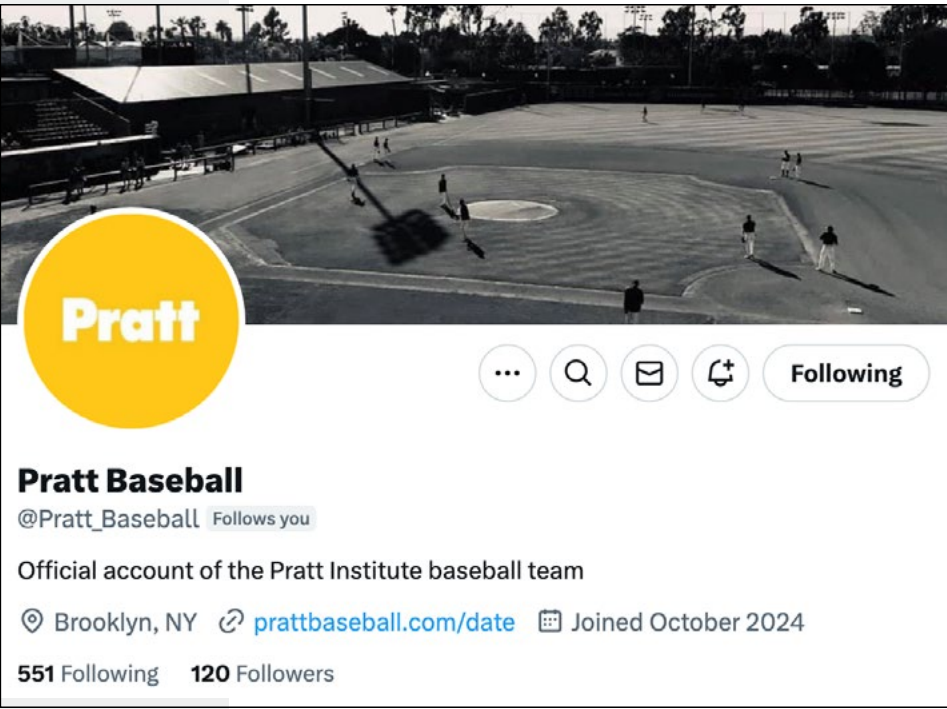 Pratt
Following
Pratt Baseball
@Pratt_Baseball Follows you
Official account of the Pratt Institute baseball team
Brooklyn, NY prattbaseball.com/date Joined October 2024
551 Following 120 Followers